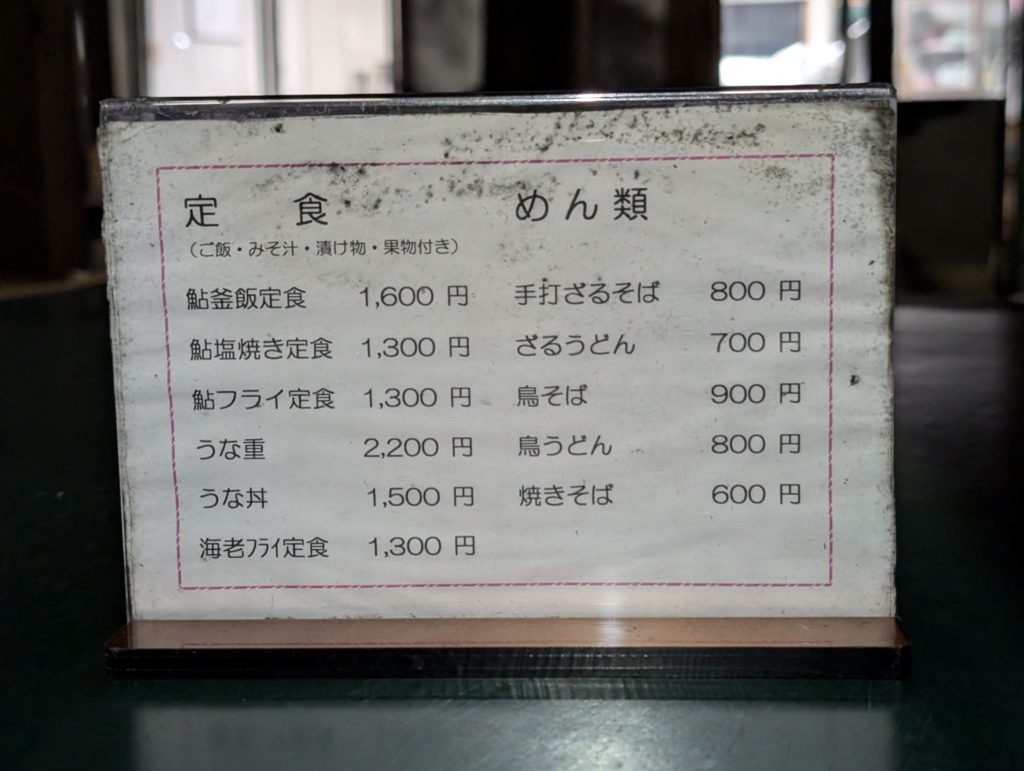 定 食
（ご飯・みそ汁・漬け物・果物付き）
鮎釜飯定食 1,600 円
鮎塩焼き定食 1,300 円
鮎フライ定食 1,300 円
うな重 2,200 円
うな丼 1,500 円
海老フライ定食 1,300 円
めん類
手打ざるそば 800 円
ざるうどん 700 円
鳥そば 900 円
鳥うどん 800 円
焼きそば 600 円